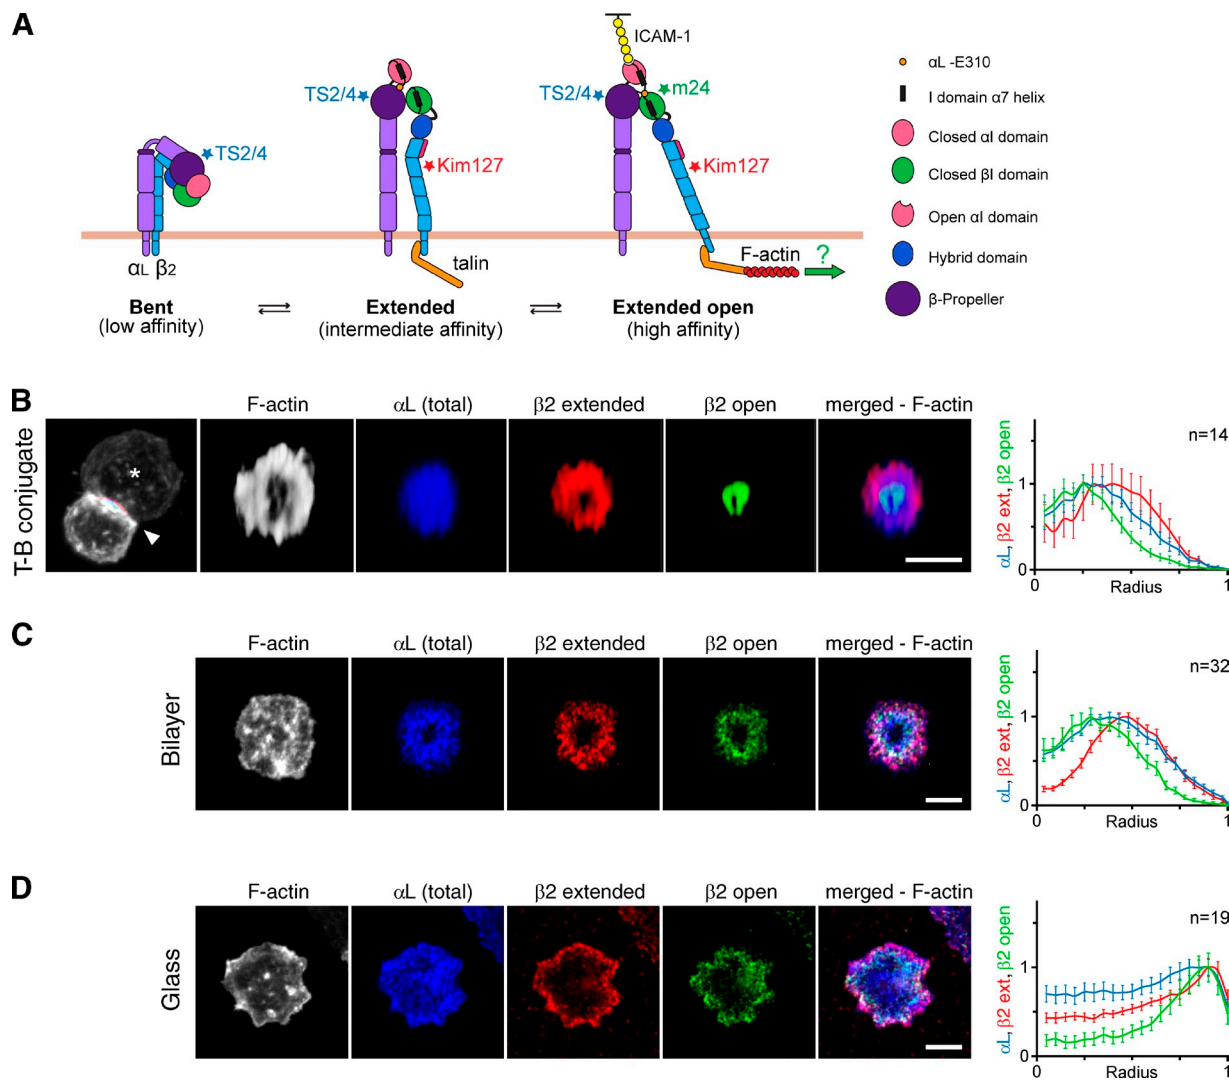 A
ICAM-1
TS2/4
TS2/4
m24
TS2/4
Kim127
Kim127
αL β2
talin
F-actin
?
Bent
(low affinity)
Extended
(intermediate affinity)
Extended open
(high affinity)
αL -E310
I domain α7 helix
Closed αI domain
Closed βI domain
Open αI domain
Hybrid domain
β-Propeller
B
T-B conjugate
*
F-actin
αL (total)
β2 extended
β2 open
merged - F-actin
αL, β2 ext, β2 open
n=14
1
0
0
Radius
1
C
Bilayer
F-actin
αL (total)
β2 extended
β2 open
merged - F-actin
αL, β2 ext, β2 open
n=32
1
0
0
Radius
1
D
Glass
F-actin
αL (total)
β2 extended
β2 open
merged - F-actin
αL, β2 ext, β2 open
n=19
1
0
0
Radius
1